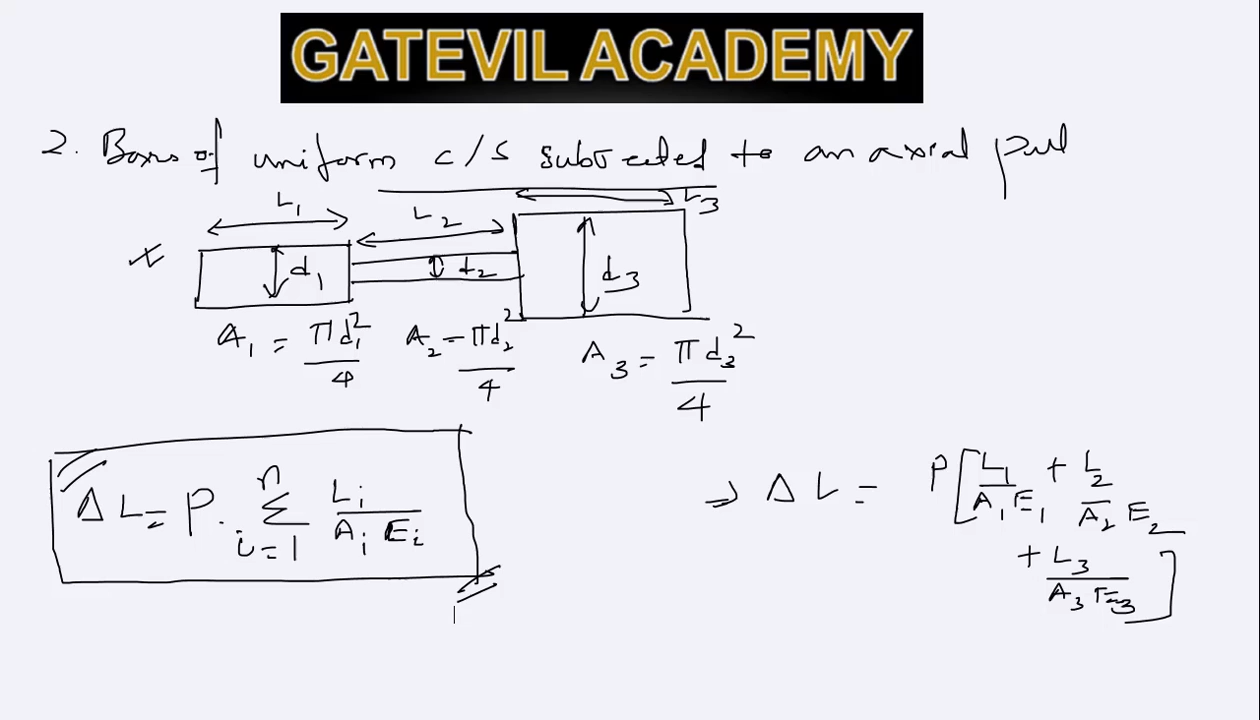 GATEVIL ACADEMY
2. Bars of uniform c/s subjected to an axial pull
L₁ L₂ L₃
d₁ d₂ d₃
A₁ = πd₁²/4 A₂ = πd₂²/4 A₃ = πd₃²/4
ΔL = P. Σ_{i=1}^{n} Lᵢ/(Aᵢ Eᵢ)
⇒ ΔL = P[L₁/(A₁E₁) + L₂/(A₂E₂)
+ L₃/(A₃E₃)]